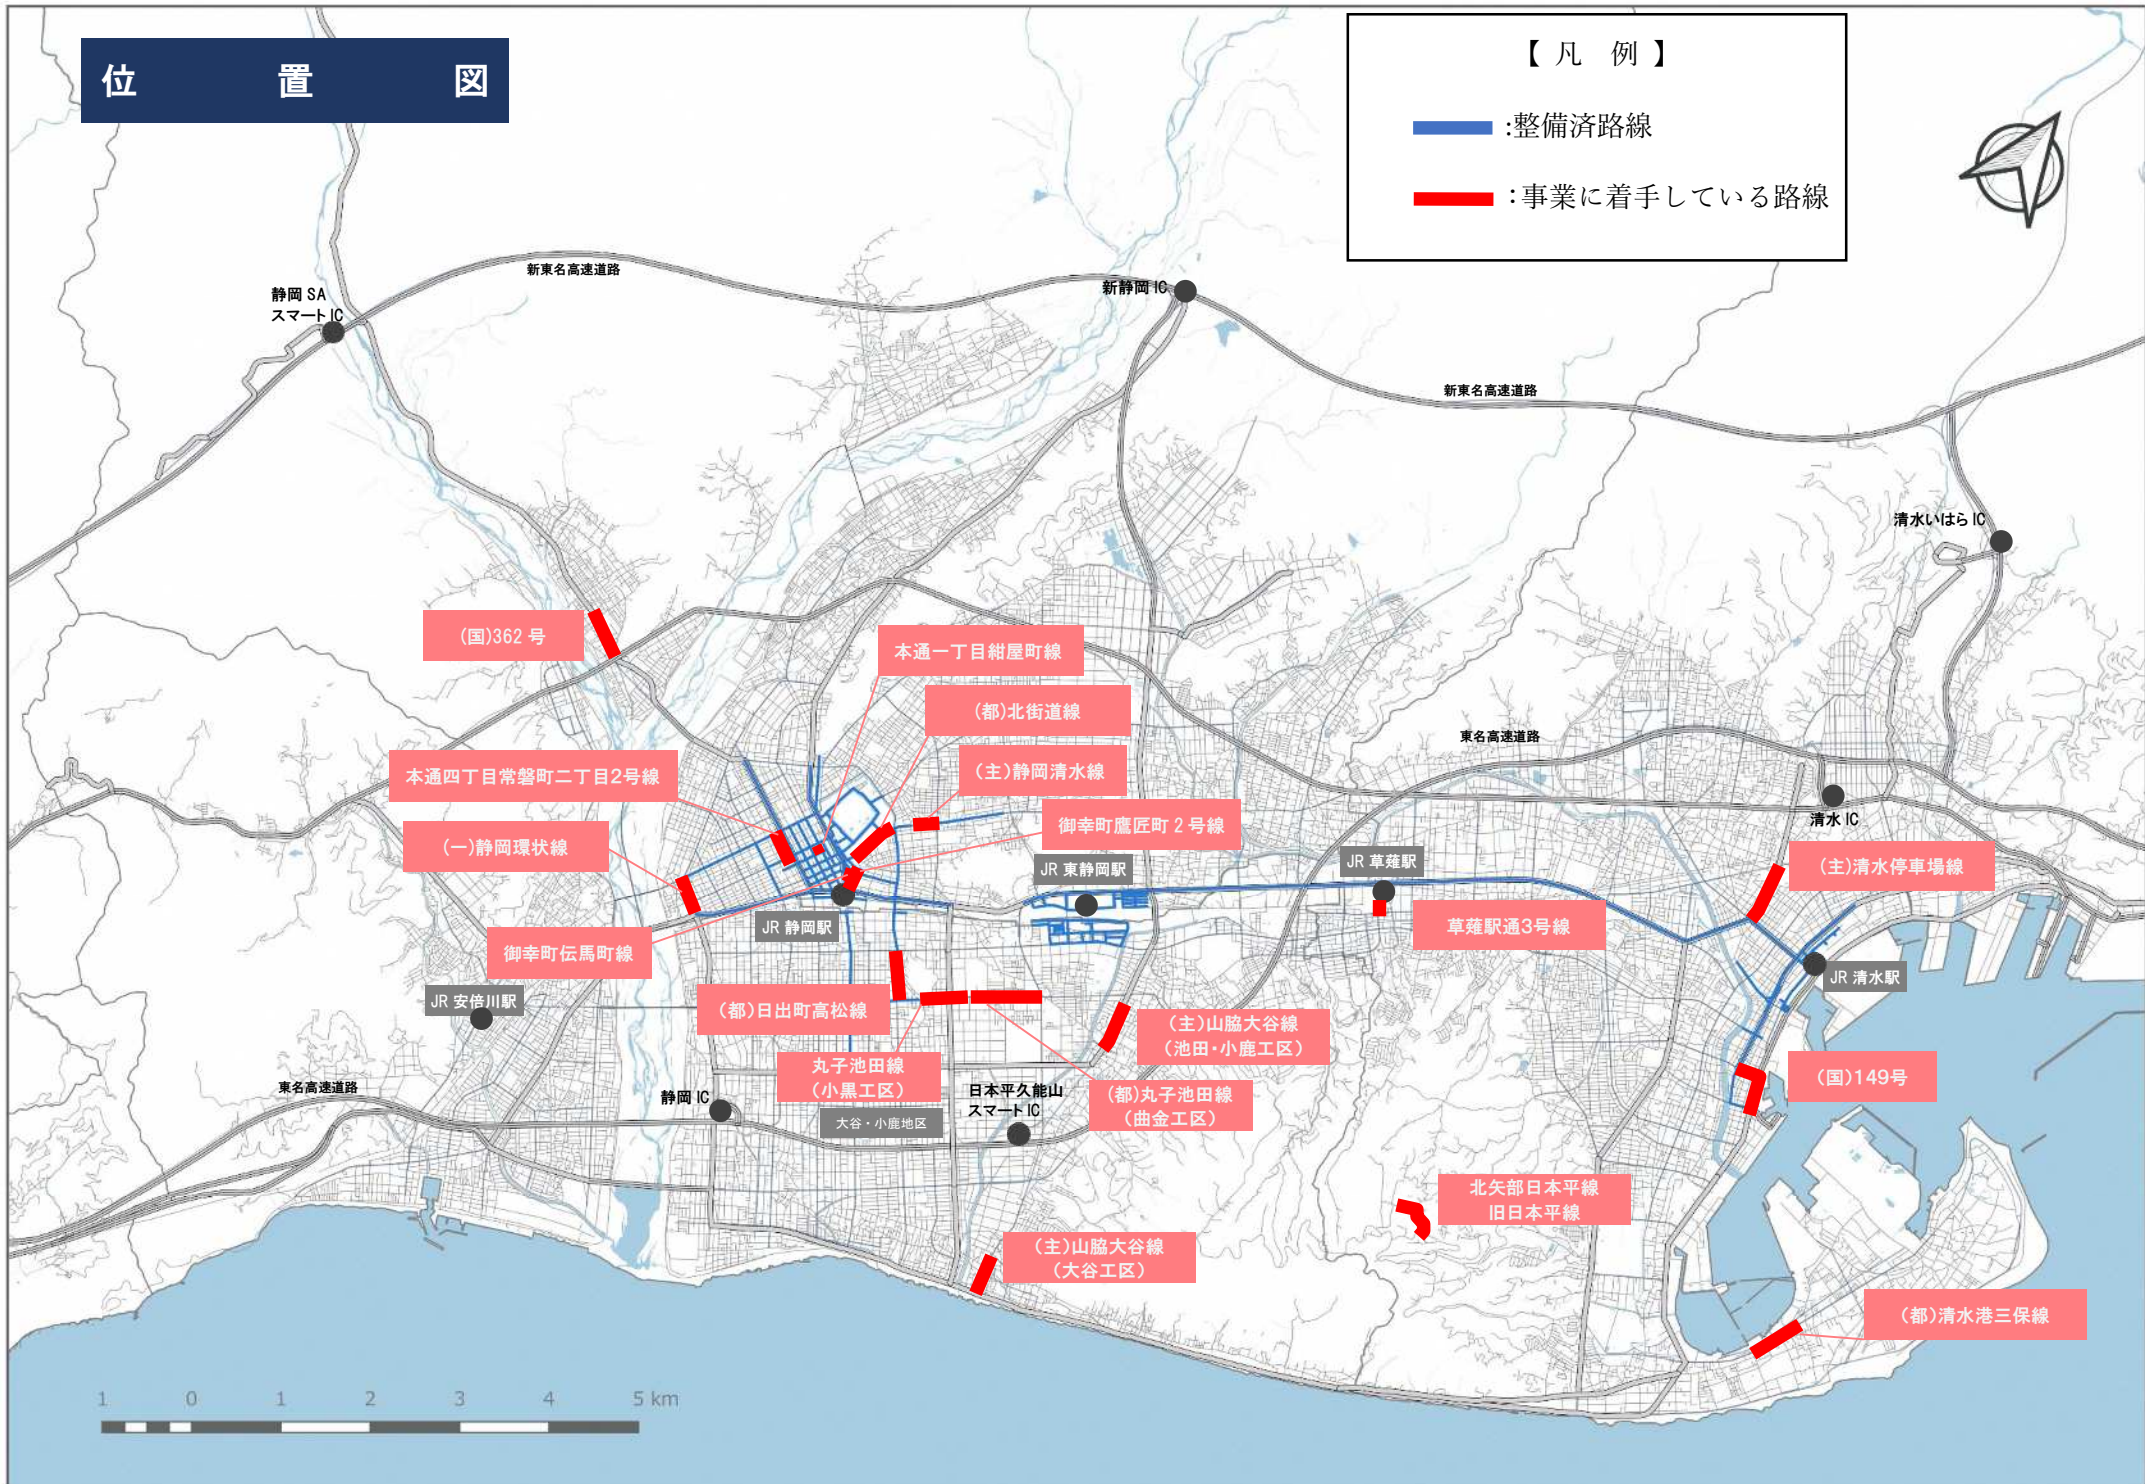 位 置 図
【 凡 例 】
:整備済路線
:事業に着手している路線
新東名高速道路
静岡 SA
スマート IC
新静岡 IC
新東名高速道路
清水いはら IC
(国)362 号
本通一丁目紺屋町線
(都)北街道線
東名高速道路
本通四丁目常磐町二丁目2号線
(主)静岡清水線
清水 IC
御幸町鷹匠町 2 号線
(一)静岡環状線
JR 東静岡駅
JR 草薙駅
(主)清水停車場線
JR 静岡駅
草薙駅通3号線
御幸町伝馬町線
JR 清水駅
JR 安倍川駅
(都)日出町高松線
(主)山脇大谷線
(池田・小鹿工区)
丸子池田線
(小黒工区)
(国)149号
東名高速道路
静岡 IC
日本平久能山
スマート IC
(都)丸子池田線
(曲金工区)
大谷・小鹿地区
北矢部日本平線
旧日本平線
(主)山脇大谷線
(大谷工区)
(都)清水港三保線
1 0 1 2 3 4 5 km